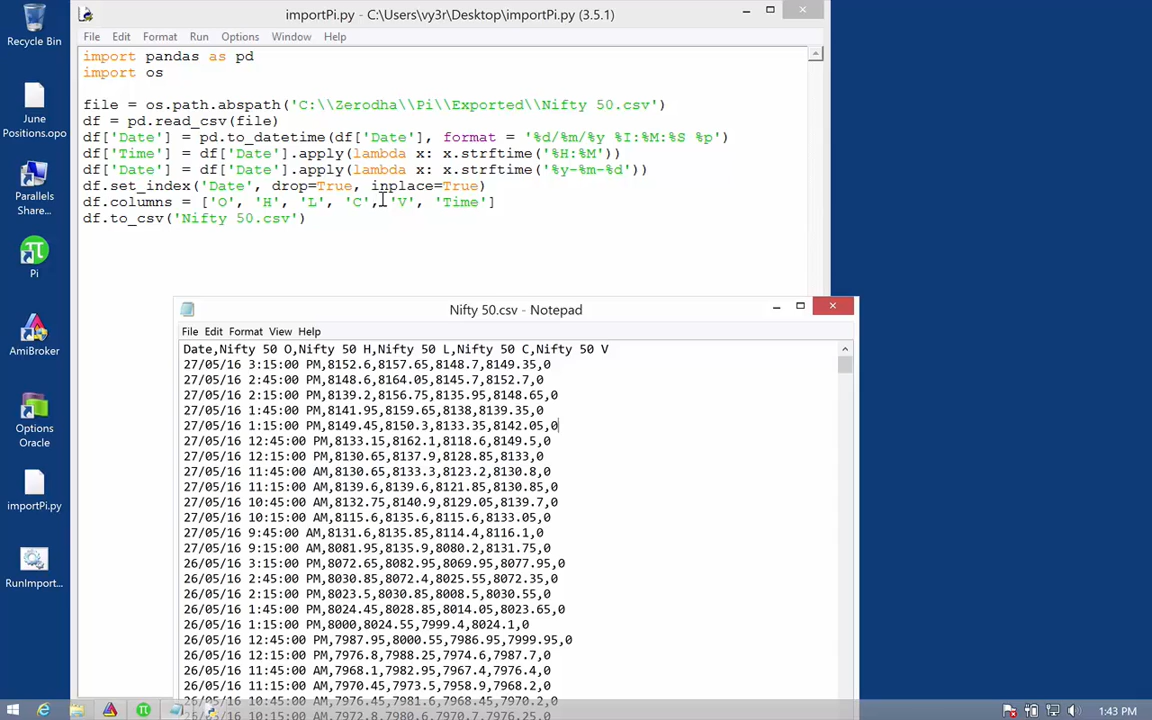 importPi.py - C:\Users\vy3r\Desktop\importPi.py (3.5.1)
File Edit Format Run Options Window Help
import pandas as pd
import os
file = os.path.abspath('C:\\Zerodha\\Pi\\Exported\\Nifty 50.csv')
df = pd.read_csv(file)
df['Date'] = pd.to_datetime(df['Date'], format = '%d/%m/%y %I:%M:%S %p')
df['Time'] = df['Date'].apply(lambda x: x.strftime('%H:%M'))
df['Date'] = df['Date'].apply(lambda x: x.strftime('%y-%m-%d'))
df.set_index('Date', drop=True, inplace=True)
df.columns = ['O', 'H', 'L', 'C', 'V', 'Time']
df.to_csv('Nifty 50.csv')
Recycle Bin
June
Positions.opo
Parallels
Share...
Pi
AmiBroker
Options
Oracle
importPi.py
RunImport...
Nifty 50.csv - Notepad
File Edit Format View Help
Date,Nifty 50 O,Nifty 50 H,Nifty 50 L,Nifty 50 C,Nifty 50 V
27/05/16 3:15:00 PM,8152.6,8157.65,8148.7,8149.35,0
27/05/16 2:45:00 PM,8148.6,8164.05,8145.7,8152.7,0
27/05/16 2:15:00 PM,8139.2,8156.75,8135.95,8148.65,0
27/05/16 1:45:00 PM,8141.95,8159.65,8138,8139.35,0
27/05/16 1:15:00 PM,8149.45,8150.3,8133.35,8142.05,0
27/05/16 12:45:00 PM,8133.15,8162.1,8118.6,8149.5,0
27/05/16 12:15:00 PM,8130.65,8137.9,8128.85,8133,0
27/05/16 11:45:00 AM,8130.65,8133.3,8123.2,8130.8,0
27/05/16 11:15:00 AM,8139.6,8139.6,8121.85,8130.85,0
27/05/16 10:45:00 AM,8132.75,8140.9,8129.05,8139.7,0
27/05/16 10:15:00 AM,8115.6,8135.6,8115.6,8133.05,0
27/05/16 9:45:00 AM,8131.6,8135.85,8114.4,8116.1,0
27/05/16 9:15:00 AM,8081.95,8135.9,8080.2,8131.75,0
26/05/16 3:15:00 PM,8072.65,8082.95,8069.95,8077.95,0
26/05/16 2:45:00 PM,8030.85,8072.4,8025.55,8072.35,0
26/05/16 2:15:00 PM,8023.5,8030.85,8008.5,8030.55,0
26/05/16 1:45:00 PM,8024.45,8028.85,8014.05,8023.65,0
26/05/16 1:15:00 PM,8000,8024.55,7999.4,8024.1,0
26/05/16 12:45:00 PM,7987.95,8000.55,7986.95,7999.95,0
26/05/16 12:15:00 PM,7976.8,7988.25,7974.6,7987.7,0
26/05/16 11:45:00 AM,7968.1,7982.95,7967.4,7976.4,0
26/05/16 11:15:00 AM,7970.45,7973.5,7958.9,7968.2,0
26/05/16 10:45:00 AM,7976.45,7981.6,7968.45,7970.2,0
1:43 PM